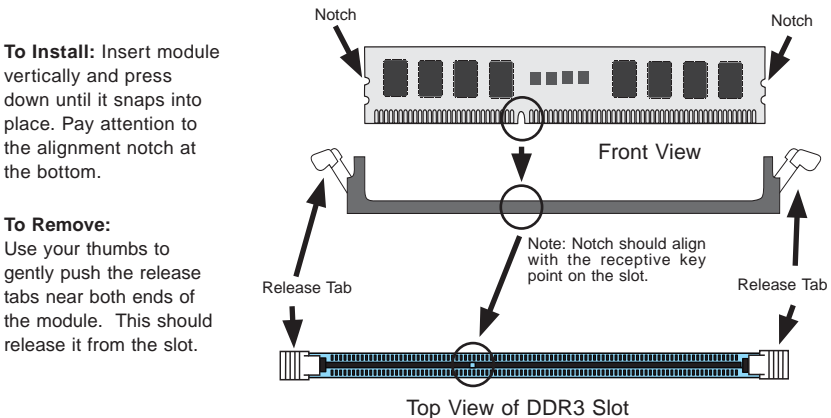 To Install: Insert module
vertically and press
down until it snaps into
place. Pay attention to
the alignment notch at
the bottom.
To Remove:
Use your thumbs to
gently push the release
tabs near both ends of
the module. This should
release it from the slot.
Notch
Notch
Front View
Note: Notch should align
with the receptive key
point on the slot.
Release Tab
Release Tab
Top View of DDR3 Slot